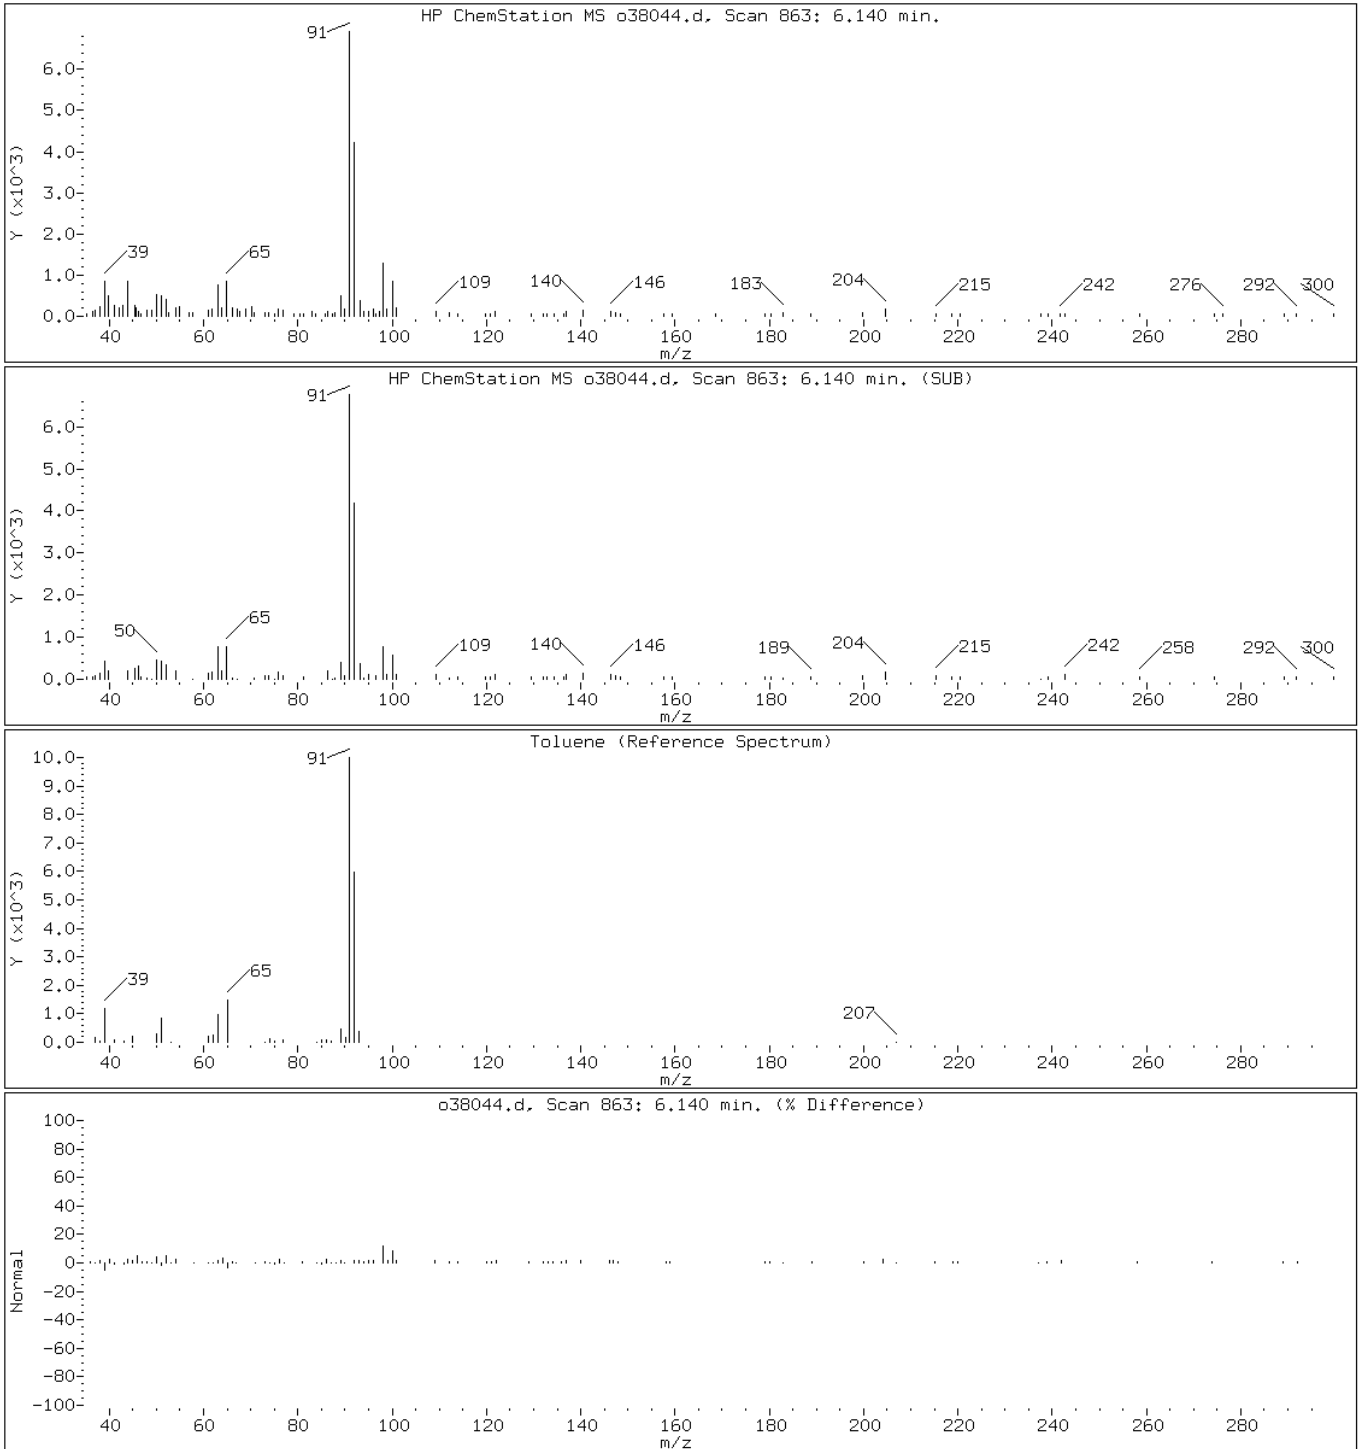 HP ChemStation MS o38044.d, Scan 863: 6.140 min.
91
6.0
5.0
4.0
3.0
2.0
1.0
0.0
Y (x10^3)
39 65 109 140 146 183 204 215 242 276 292 300
40 60 80 100 120 140 160 180 200 220 240 260 280
m/z
HP ChemStation MS o38044.d, Scan 863: 6.140 min. (SUB)
91
6.0
5.0
4.0
3.0
2.0
1.0
0.0
Y (x10^3)
50 65 109 140 146 189 204 215 242 258 292 300
40 60 80 100 120 140 160 180 200 220 240 260 280
m/z
Toluene (Reference Spectrum)
91
10.0
9.0
8.0
7.0
6.0
5.0
4.0
3.0
2.0
1.0
0.0
Y (x10^3)
39 65 207
40 60 80 100 120 140 160 180 200 220 240 260 280
m/z
o38044.d, Scan 863: 6.140 min. (% Difference)
100
80
60
40
20
0
-20
-40
-60
-80
-100
Normal
40 60 80 100 120 140 160 180 200 220 240 260 280
m/z